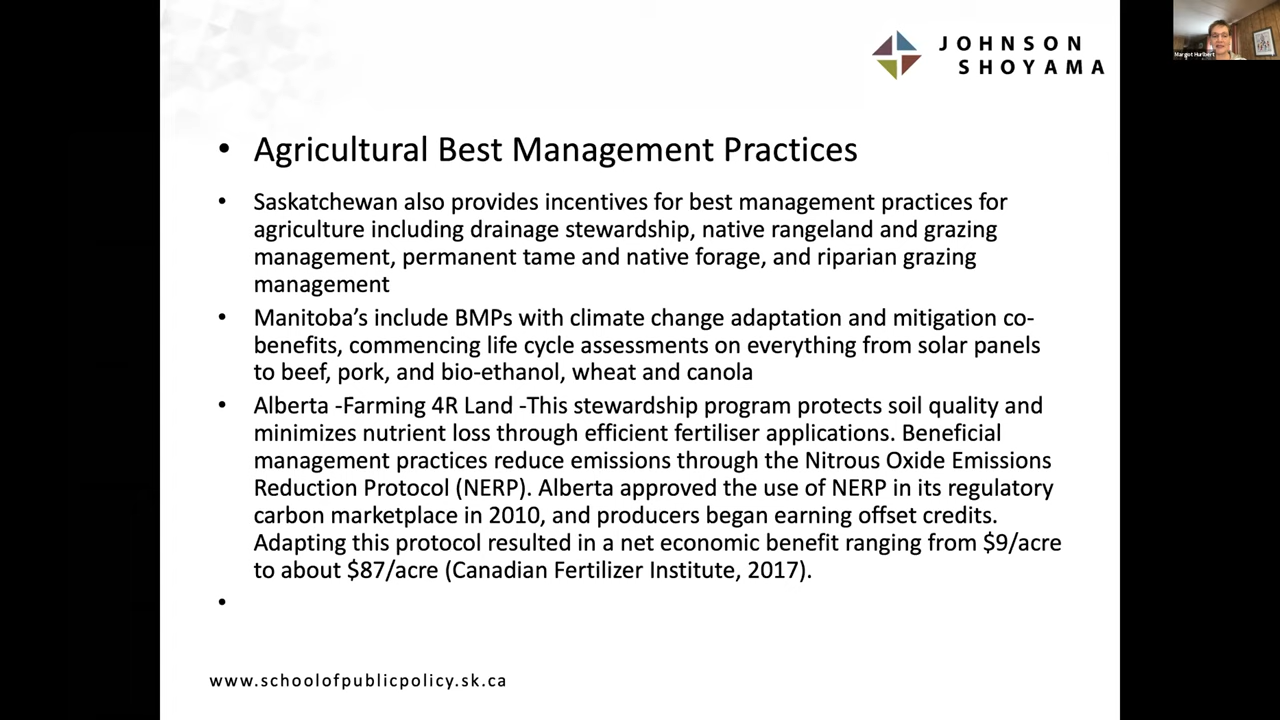 JOHNSON
SHOYAMA
Margot Hurlbert
• Agricultural Best Management Practices
• Saskatchewan also provides incentives for best management practices for
agriculture including drainage stewardship, native rangeland and grazing
management, permanent tame and native forage, and riparian grazing
management
• Manitoba’s include BMPs with climate change adaptation and mitigation co-
benefits, commencing life cycle assessments on everything from solar panels
to beef, pork, and bio-ethanol, wheat and canola
• Alberta -Farming 4R Land -This stewardship program protects soil quality and
minimizes nutrient loss through efficient fertiliser applications. Beneficial
management practices reduce emissions through the Nitrous Oxide Emissions
Reduction Protocol (NERP). Alberta approved the use of NERP in its regulatory
carbon marketplace in 2010, and producers began earning offset credits.
Adapting this protocol resulted in a net economic benefit ranging from $9/acre
to about $87/acre (Canadian Fertilizer Institute, 2017).
•
www.schoolofpublicpolicy.sk.ca